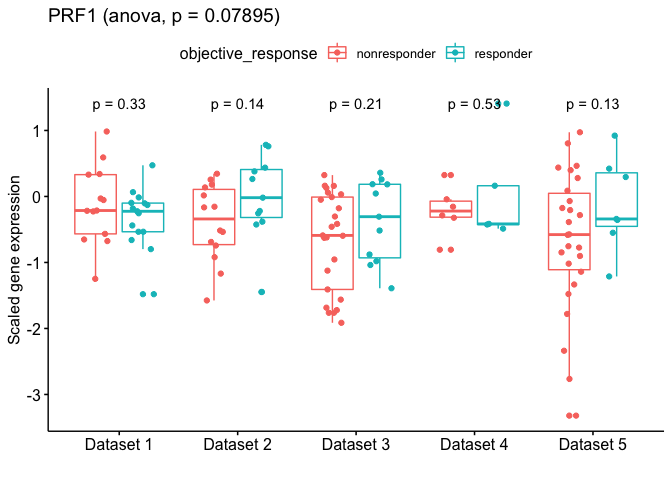 PRF1 (anova, p = 0.07895)
objective_response nonresponder responder
p = 0.33 p = 0.14 p = 0.21 p = 0.53 p = 0.13
1
0
-1
-2
-3
Scaled gene expression
Dataset 1 Dataset 2 Dataset 3 Dataset 4 Dataset 5